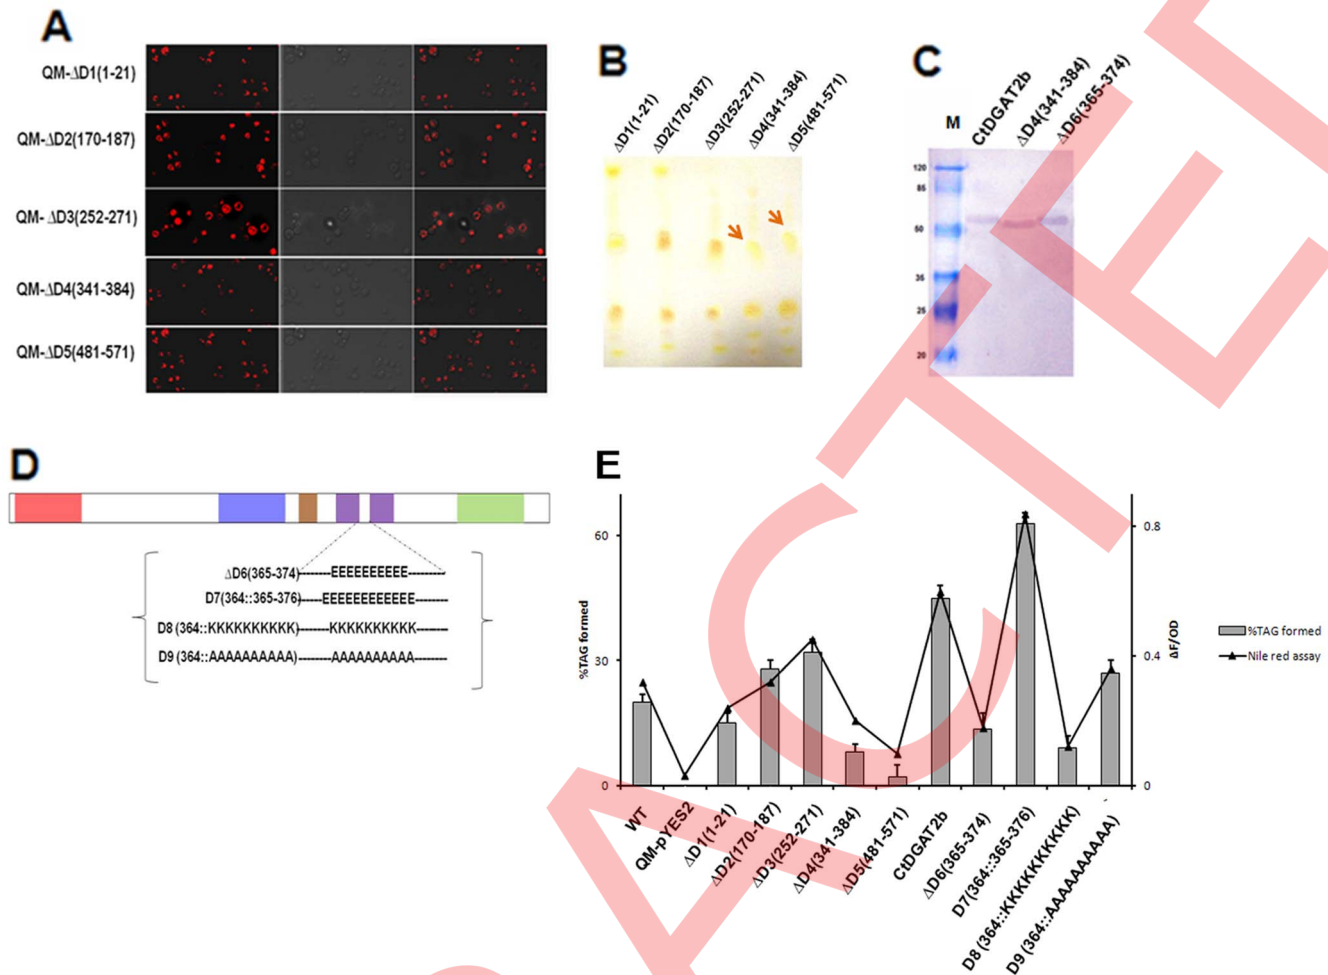 A
QM-ΔD1(1-21)
QM-ΔD2(170-187)
QM- ΔD3(252-271)
QM-ΔD4(341-384)
QM-ΔD5(481-571)
B
ΔD1(1-21)
ΔD2(170-187)
ΔD3(252-271)
ΔD4(341-384)
ΔD5(481-571)
C
M
CtDGAT2b
ΔD4(341-384)
ΔD6(365-374)
120
85
50
36
25
20
D
ΔD6(365-374)-------EEEEEEEEEE-------
D7(364::365-376)-----EEEEEEEEEEEE-------
D8 (364::KKKKKKKKKK)------KKKKKKKKKK------
D9 (364::AAAAAAAAAA)------AAAAAAAAAA------
E
%TAG formed
60
30
0
0.8
0.4
0
ΔF/OD
%TAG formed
Nile red assay
WT
QM-pYES2
ΔD1(1-21)
ΔD2(170-187)
ΔD3(252-271)
ΔD4(341-384)
ΔD5(481-571)
CtDGAT2b
ΔD6(365-374)
D7(364::365-376)
D8 (364::KKKKKKKKKK)
D9 (364::AAAAAAAAAA)